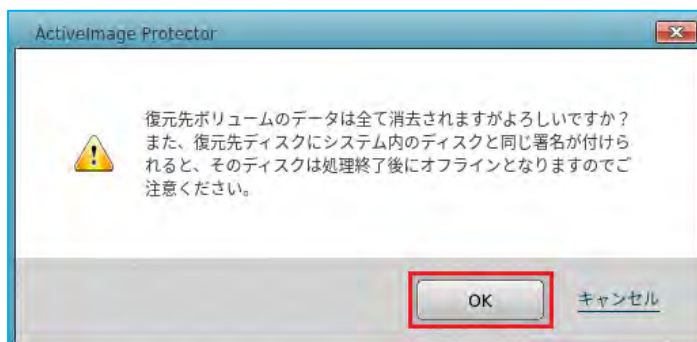 ActiveImage Protector
復元先ボリュームのデータは全て消去されますがよろしいですか？
また、復元先ディスクにシステム内のディスクと同じ署名が付けら
れると、そのディスクは処理終了後にオフラインとなりますのでご
注意ください。
OK
キャンセル